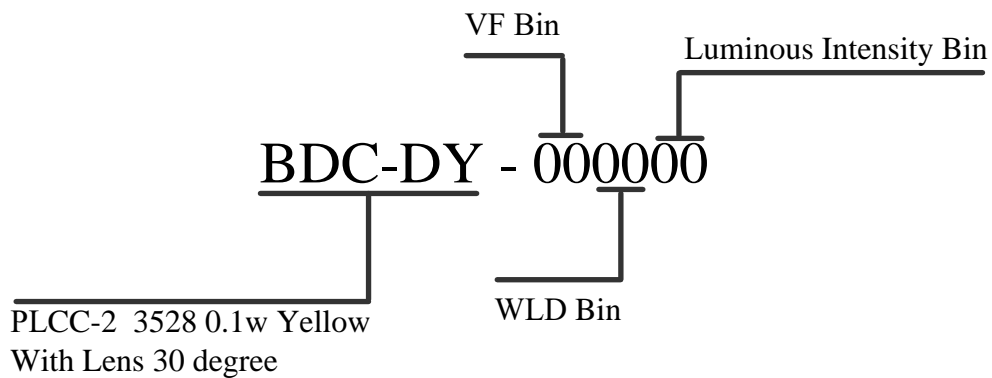 VF Bin
Luminous Intensity Bin
BDC-DY - 000000
WLD Bin
PLCC-2 3528 0.1w Yellow
With Lens 30 degree